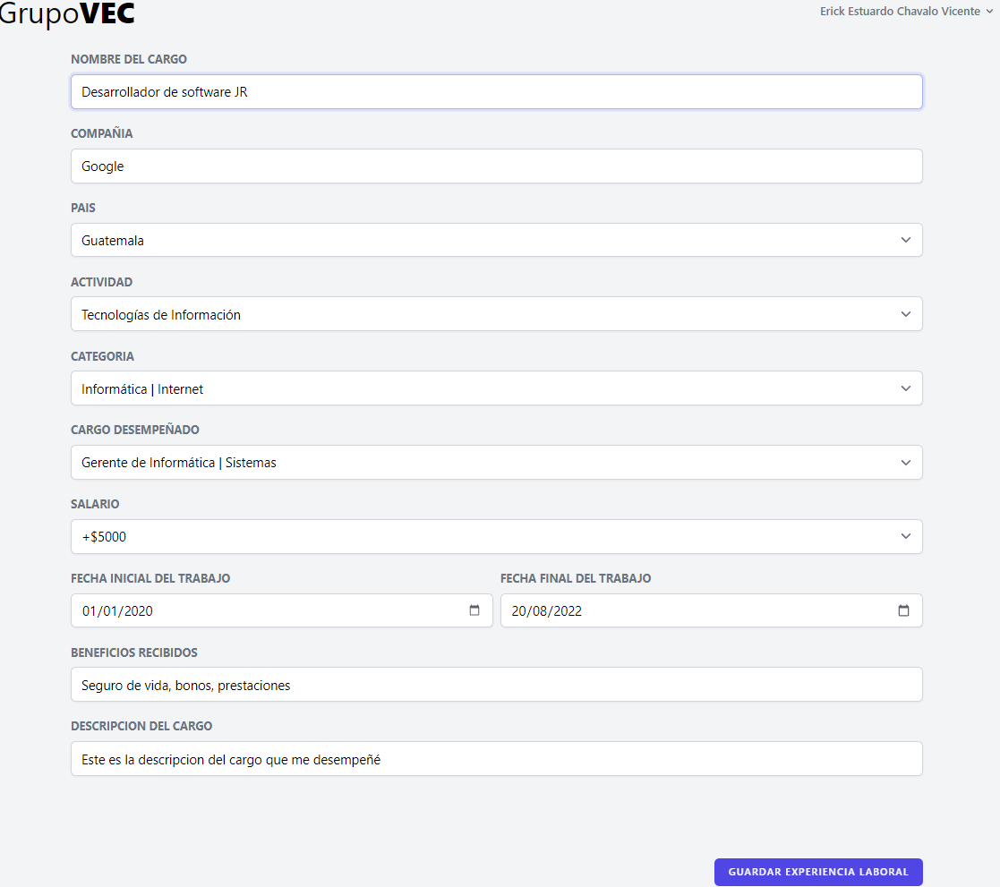 GrupoVEC
Erick Estuardo Chavalo Vicente
NOMBRE DEL CARGO
Desarrollador de software JR
COMPAÑIA
Google
PAIS
Guatemala
ACTIVIDAD
Tecnologías de Información
CATEGORIA
Informática | Internet
CARGO DESEMPEÑADO
Gerente de Informática | Sistemas
SALARIO
+$5000
FECHA INICIAL DEL TRABAJO
01/01/2020
FECHA FINAL DEL TRABAJO
20/08/2022
BENEFICIOS RECIBIDOS
Seguro de vida, bonos, prestaciones
DESCRIPCION DEL CARGO
Este es la descripcion del cargo que me desempeñé
GUARDAR EXPERIENCIA LABORAL